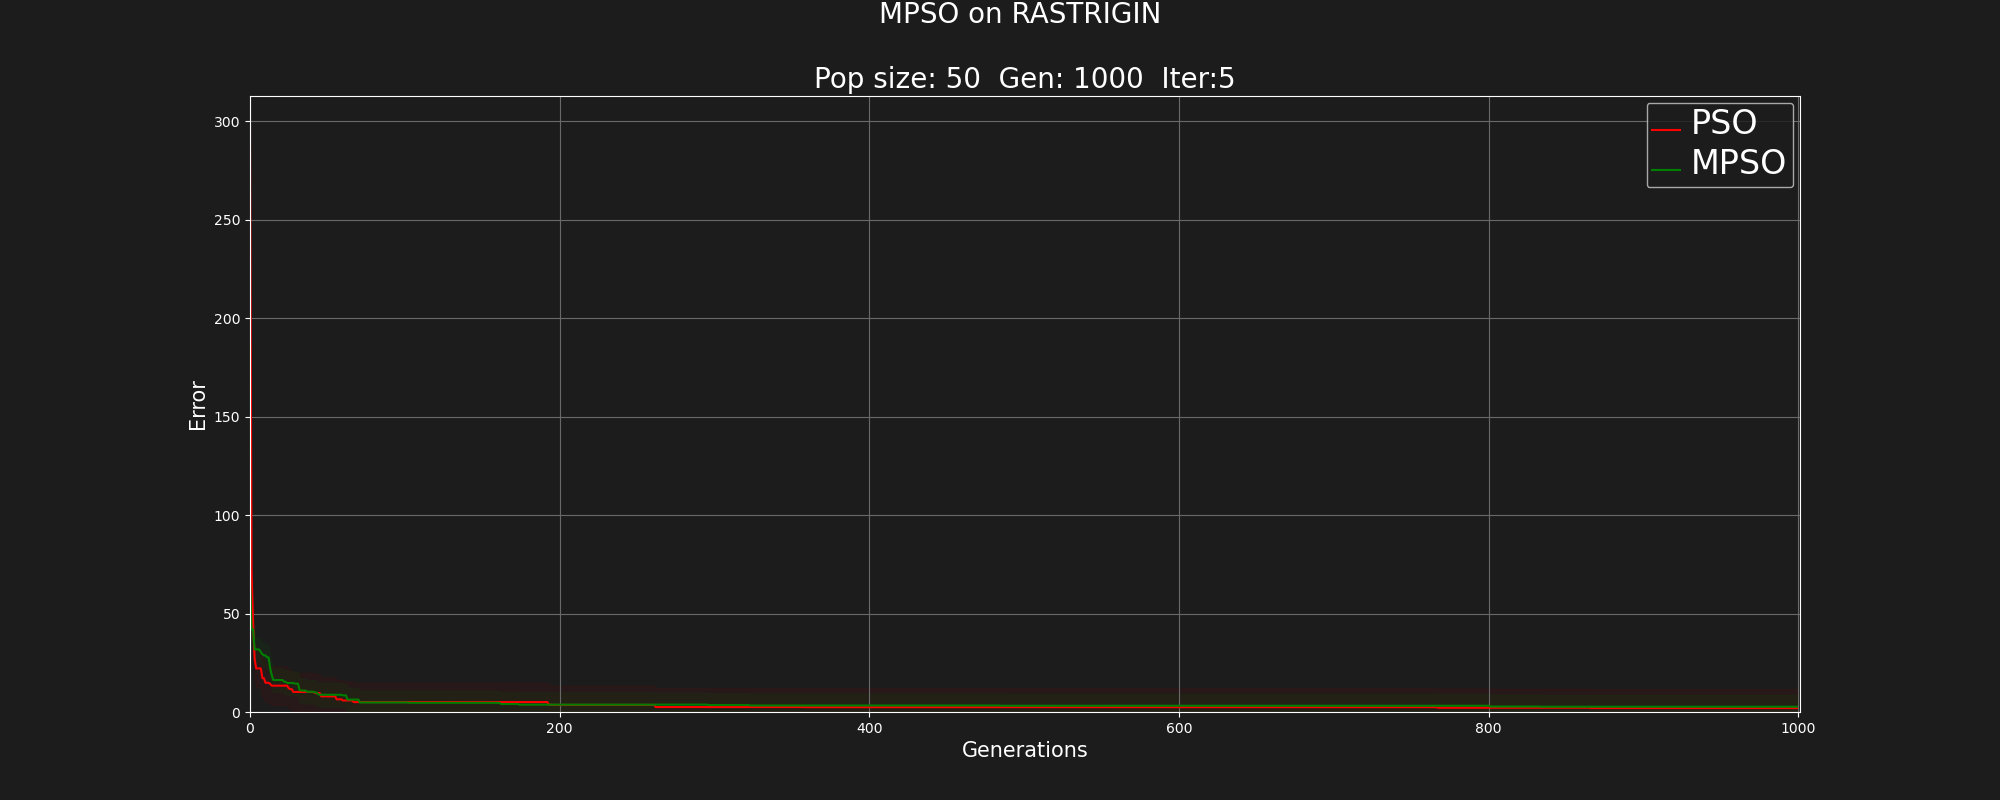 MPSO on RASTRIGIN
Pop size: 50  Gen: 1000  Iter:5
PSO
MPSO
300
250
200
150
100
50
0
Error
0 200 400 600 800 1000
Generations